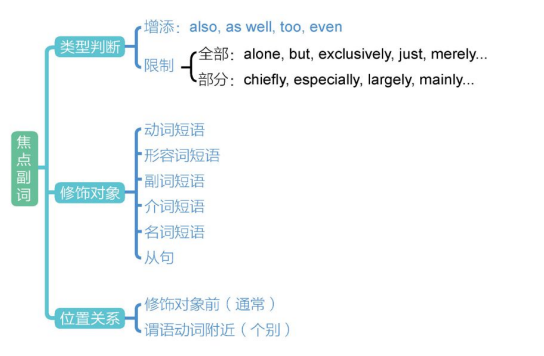 增添：also, as well, too, even
类型判断
限制
全部：alone, but, exclusively, just, merely...
部分：chiefly, especially, largely, mainly...
焦点副词
修饰对象
动词短语
形容词短语
副词短语
介词短语
名词短语
从句
位置关系
修饰对象前（通常）
谓语动词附近（个别）